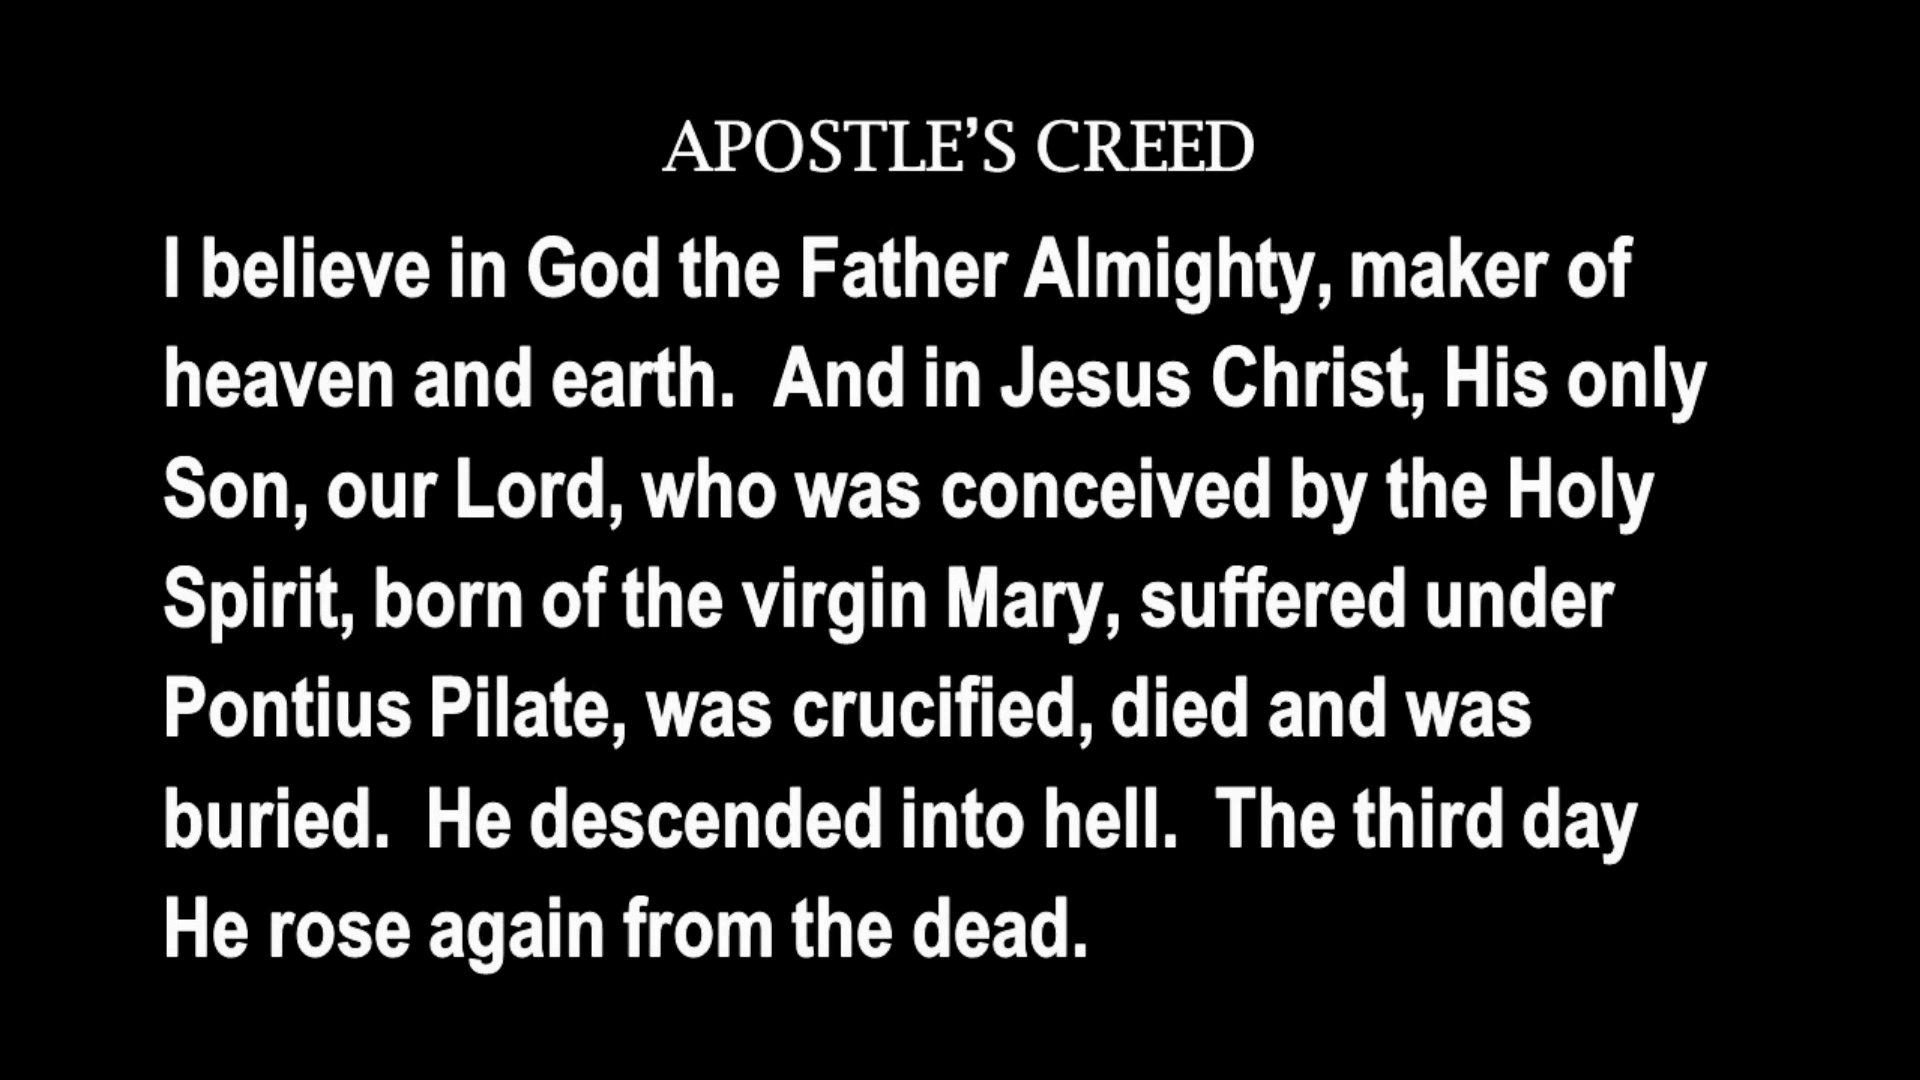 APOSTLE’S CREED
I believe in God the Father Almighty, maker of
heaven and earth.  And in Jesus Christ, His only
Son, our Lord, who was conceived by the Holy
Spirit, born of the virgin Mary, suffered under
Pontius Pilate, was crucified, died and was
buried.  He descended into hell.  The third day
He rose again from the dead.